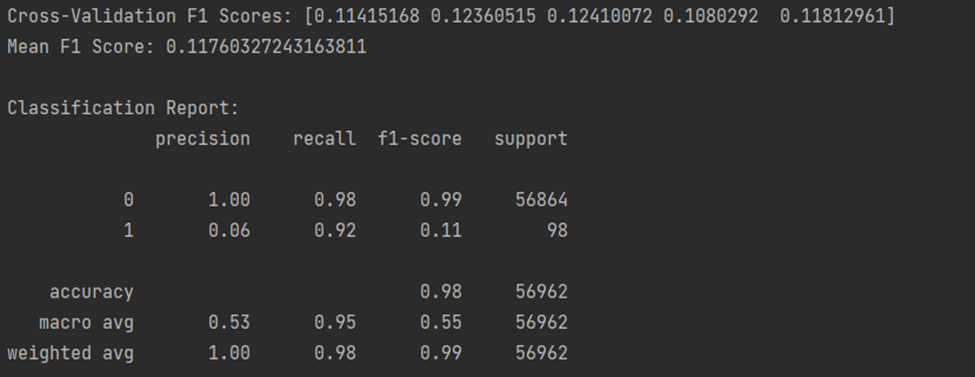 Cross-Validation F1 Scores: [0.11415168 0.12360515 0.12410072 0.1080292  0.11812961]
Mean F1 Score: 0.11760327243163811
Classification Report:
              precision    recall  f1-score   support
           0       1.00      0.98      0.99     56864
           1       0.06      0.92      0.11        98
    accuracy                           0.98     56962
   macro avg       0.53      0.95      0.55     56962
weighted avg       1.00      0.98      0.99     56962